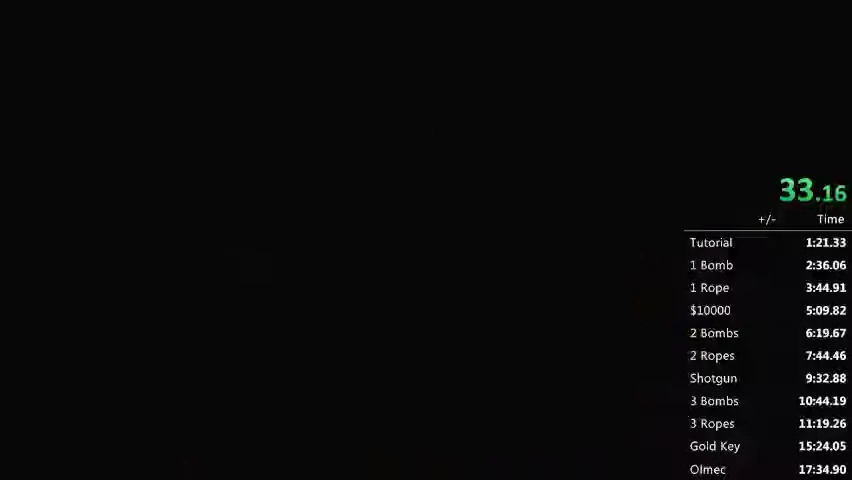 33.16
+/- Time
Tutorial 1:21.33
1 Bomb 2:36.06
1 Rope 3:44.91
$10000 5:09.82
2 Bombs 6:19.67
2 Ropes 7:44.46
Shotgun 9:32.88
3 Bombs 10:44.19
3 Ropes 11:19.26
Gold Key 15:24.05
Olmec 17:34.90